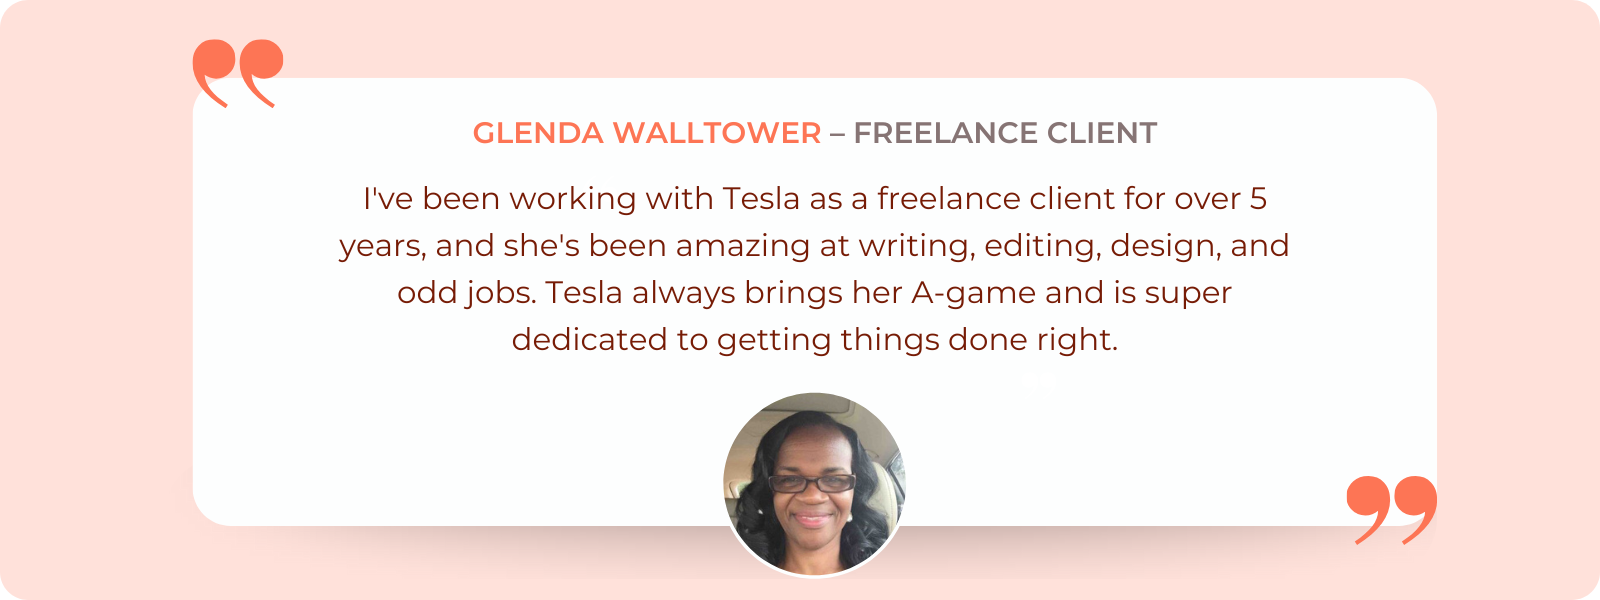 GLENDA WALLTOWER – FREELANCE CLIENT
I've been working with Tesla as a freelance client for over 5
years, and she's been amazing at writing, editing, design, and
odd jobs. Tesla always brings her A-game and is super
dedicated to getting things done right.